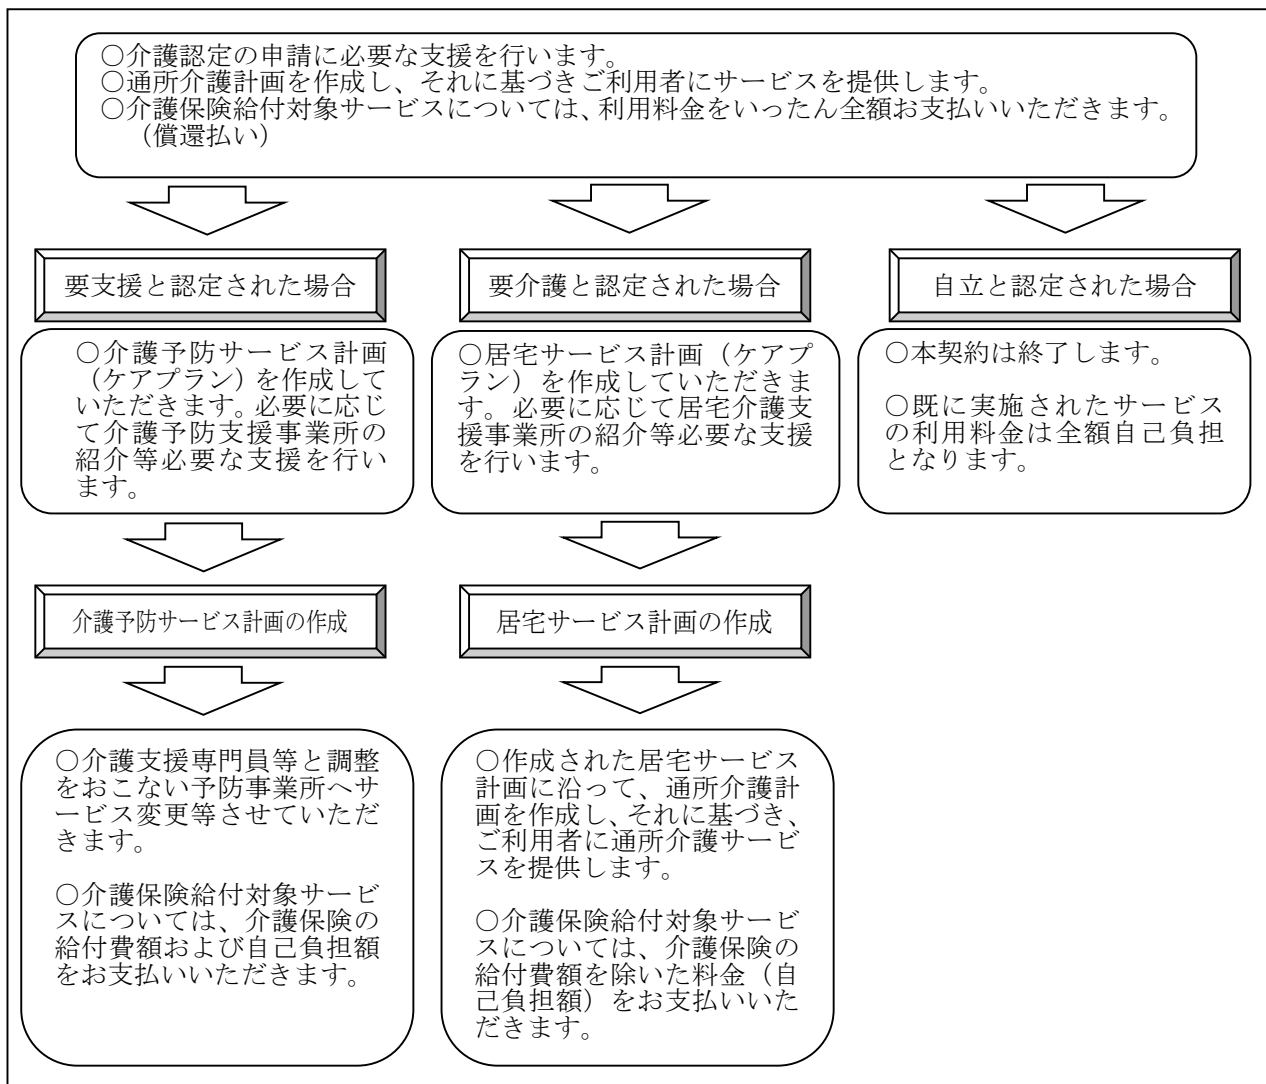 ○介護認定の申請に必要な支援を行います。
○通所介護計画を作成し、それに基づきご利用者にサービスを提供します。
○介護保険給付対象サービスについては、利用料金をいったん全額お支払いいただきます。
（償還払い）
要支援と認定された場合
○介護予防サービス計画
（ケアプラン）を作成して
いただきます。必要に応じ
て介護予防支援事業所の
紹介等必要な支援を行い
ます。
介護予防サービス計画の作成
○介護支援専門員等と調整
をおこない予防事業所へサ
ービス変更等させていただ
きます。
○介護保険給付対象サービ
スについては、介護保険の
給付費額および自己負担額
をお支払いいただきます。
要介護と認定された場合
○居宅サービス計画（ケアプ
ラン）を作成していただきま
す。必要に応じて居宅介護支
援事業所の紹介等必要な支援
を行います。
居宅サービス計画の作成
○作成された居宅サービス
計画に沿って、通所介護計
画を作成し、それに基づき、
ご利用者に通所介護サービ
スを提供します。
○介護保険給付対象サービ
スについては、介護保険の
給付費額を除いた料金（自
己負担額）をお支払いいた
だきます。
自立と認定された場合
○本契約は終了します。
○既に実施されたサービス
の利用料金は全額自己負担
となります。